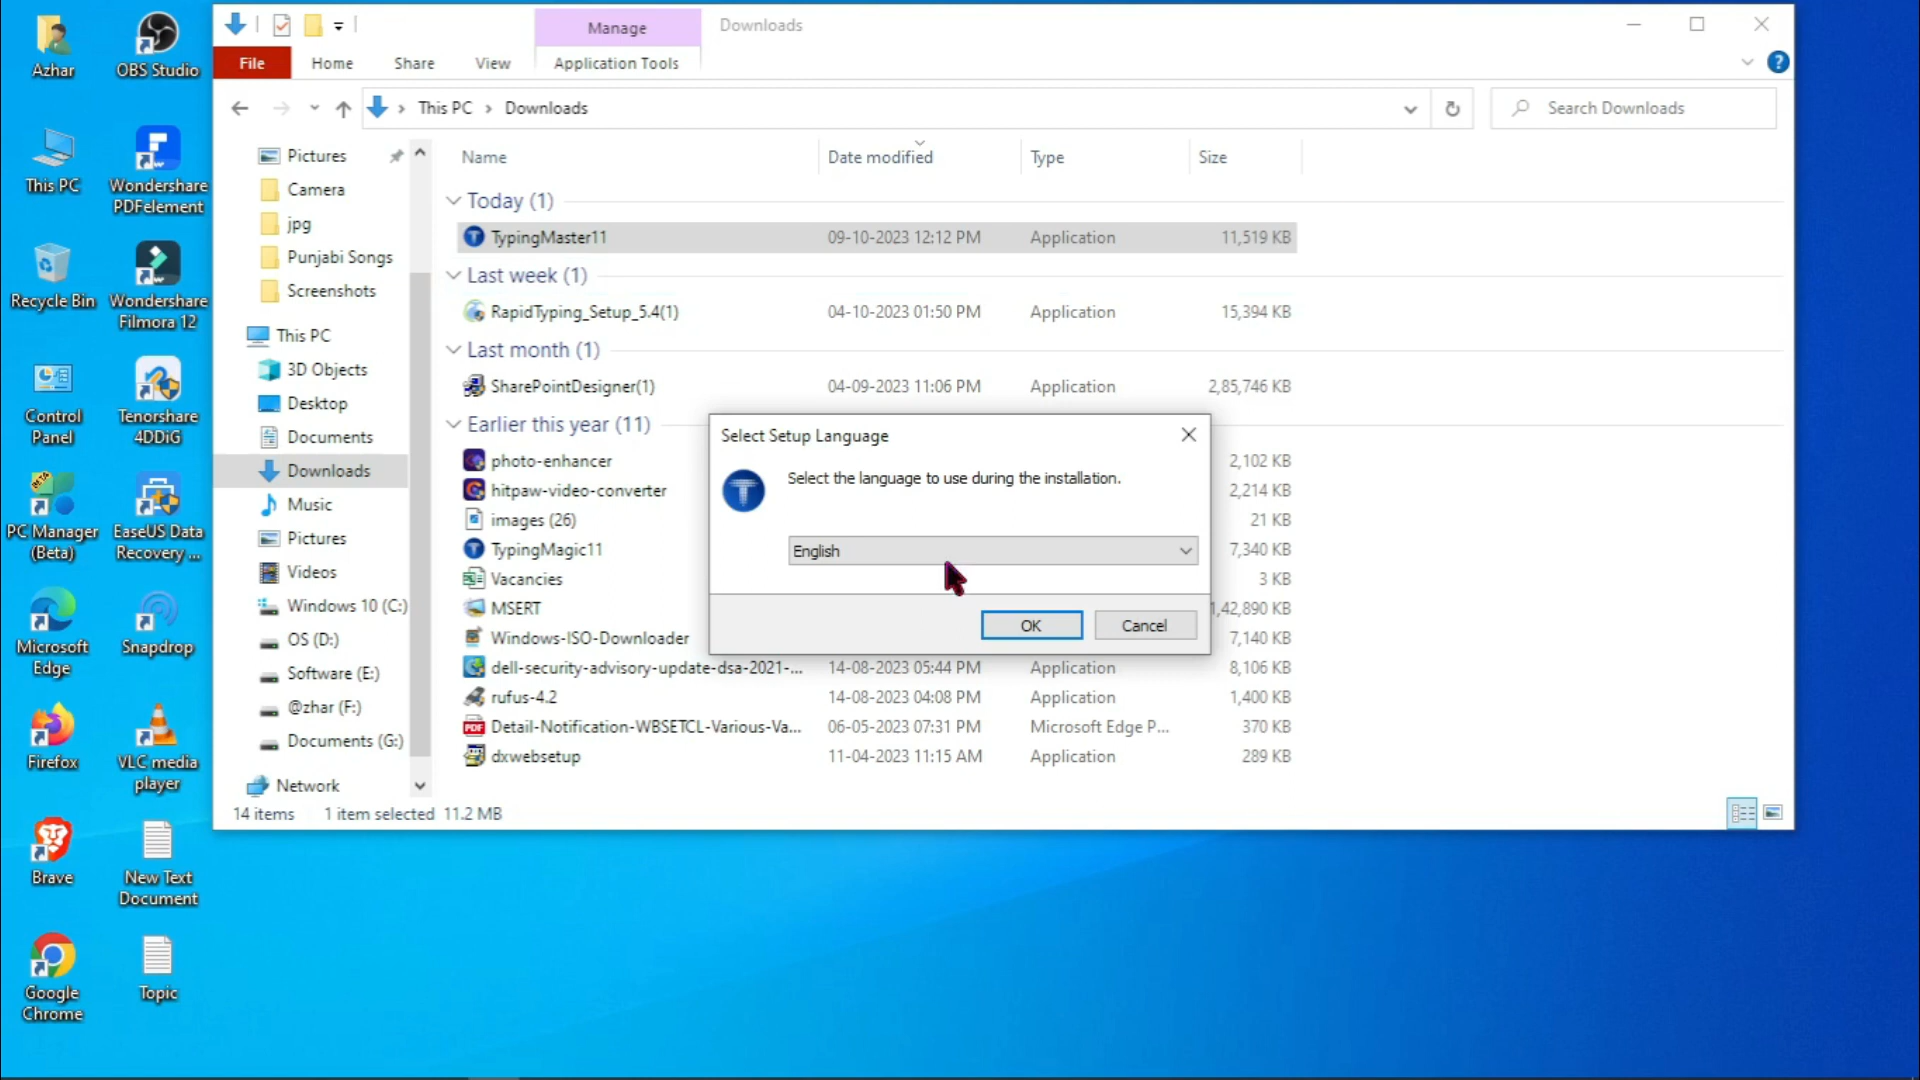 Azhar
OBS Studio
This PC
Wondershare
PDFelement
Recycle Bin
Wondershare
Filmora 12
Control
Panel
Tenorshare
4DDiG
BETA
PC Manager
(Beta)
EaseUS Data
Recovery ...
Microsoft
Edge
Snapdrop
Firefox
VLC media
player
Brave
New Text
Document
Google
Chrome
Topic
Manage
Downloads
File
Home
Share
View
Application Tools
This PC
Downloads
Search Downloads
Pictures
Camera
jpg
Punjabi Songs
Screenshots
This PC
3D Objects
Desktop
Documents
Downloads
Music
Pictures
Videos
Windows 10 (C:)
OS (D:)
Software (E:)
@zhar (F:)
Documents (G:)
Network
Name Date modified Type Size
Today (1)
TypingMaster11 09-10-2023 12:12 PM Application 11,519 KB
Last week (1)
RapidTyping_Setup_5.4(1) 04-10-2023 01:50 PM Application 15,394 KB
Last month (1)
SharePointDesigner(1) 04-09-2023 11:06 PM Application 2,85,746 KB
Earlier this year (11)
photo-enhancer 2,102 KB
hitpaw-video-converter 2,214 KB
images (26) 21 KB
TypingMagic11 7,340 KB
Vacancies 3 KB
MSERT 1,42,890 KB
Windows-ISO-Downloader 7,140 KB
dell-security-advisory-update-dsa-2021-... 14-08-2023 05:44 PM Application 8,106 KB
rufus-4.2 14-08-2023 04:08 PM Application 1,400 KB
PDF Detail-Notification-WBSETCL-Various-Va... 06-05-2023 07:31 PM Microsoft Edge P... 370 KB
dxwebsetup 11-04-2023 11:15 AM Application 289 KB
Select Setup Language
Select the language to use during the installation.
English
OK
Cancel
14 items 1 item selected 11.2 MB